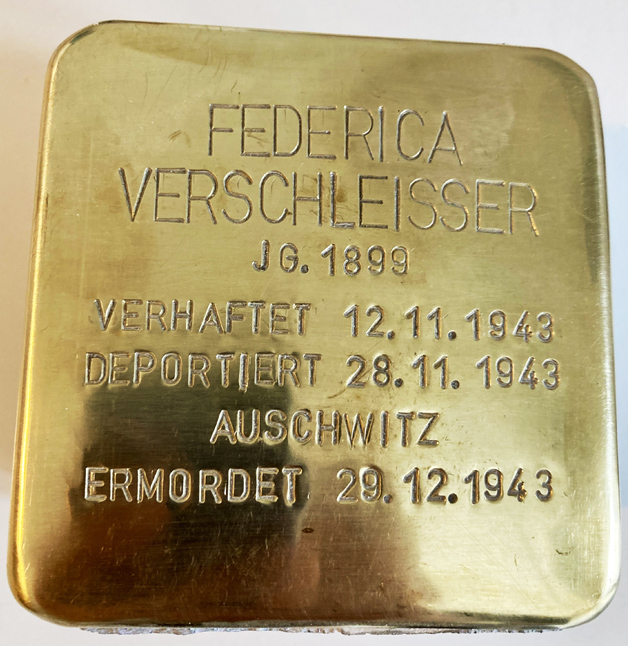 FEDERICA
VERSCHLEISSER
JG. 1899
VERHAFTET 12.11.1943
DEPORTIERT 28.11.1943
AUSCHWITZ
ERMORDET 29.12.1943